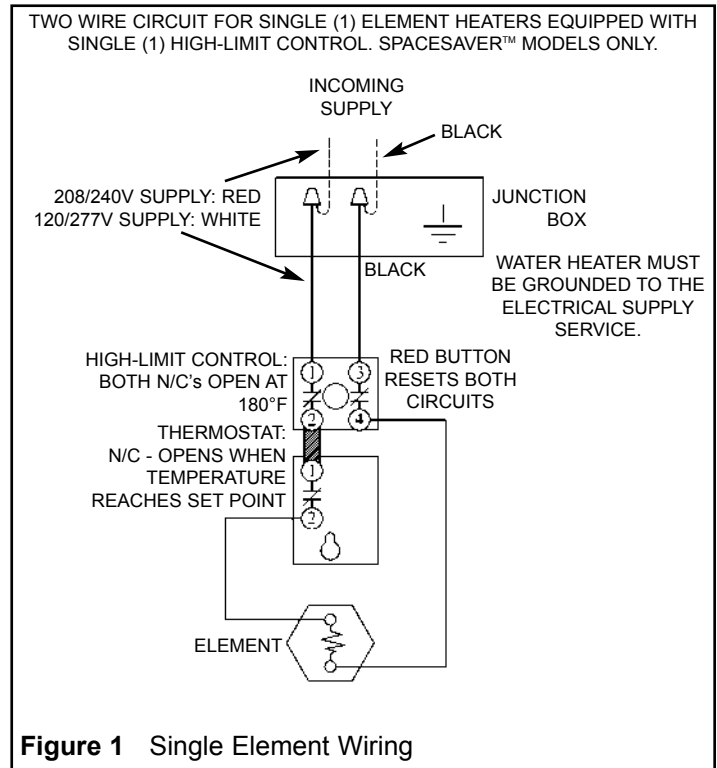 TWO WIRE CIRCUIT FOR SINGLE (1) ELEMENT HEATERS EQUIPPED WITH
SINGLE (1) HIGH-LIMIT CONTROL. SPACESAVER™ MODELS ONLY.
INCOMING
SUPPLY
BLACK
208/240V SUPPLY: RED
120/277V SUPPLY: WHITE
JUNCTION
BOX
BLACK
WATER HEATER MUST
BE GROUNDED TO THE
ELECTRICAL SUPPLY
SERVICE.
HIGH-LIMIT CONTROL:
BOTH N/C's OPEN AT
180°F
1
3
2
4
RED BUTTON
RESETS BOTH
CIRCUITS
THERMOSTAT:
N/C - OPENS WHEN
TEMPERATURE
REACHES SET POINT
1
2
ELEMENT
Figure 1 Single Element Wiring